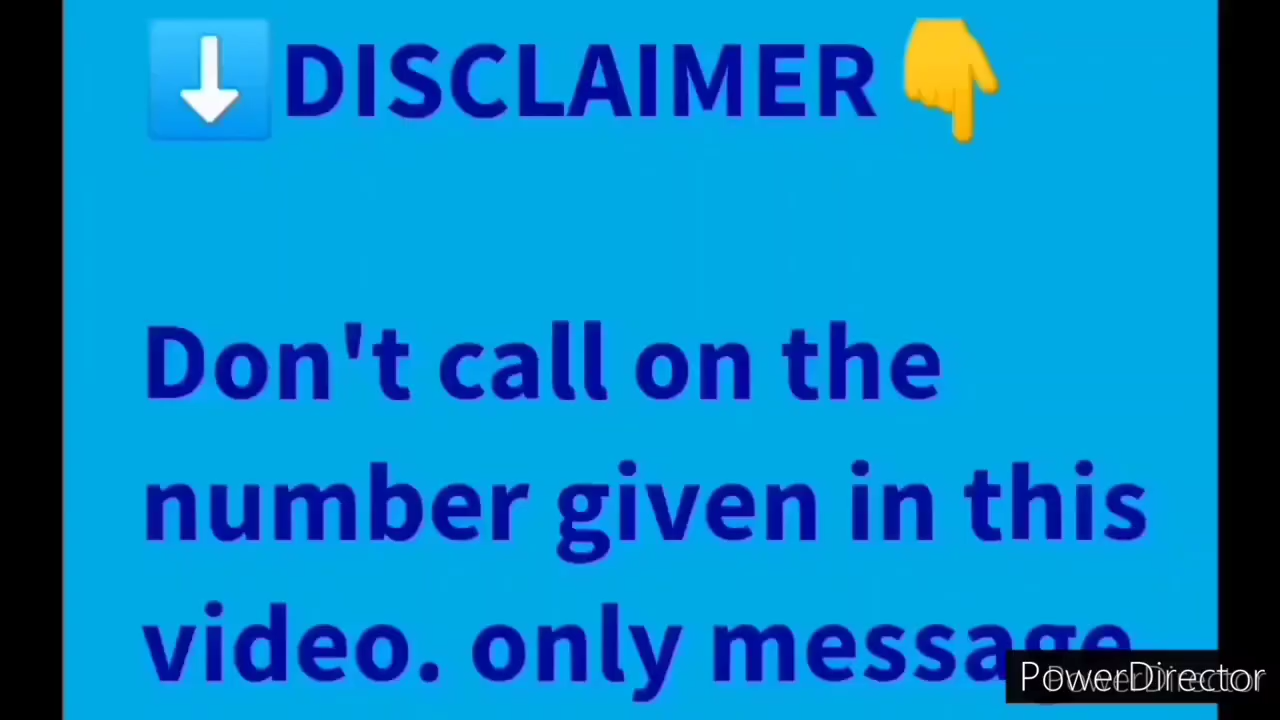 ⬇️DISCLAIMER👇
Don't call on the
number given in this
video. only message
PowerDirector